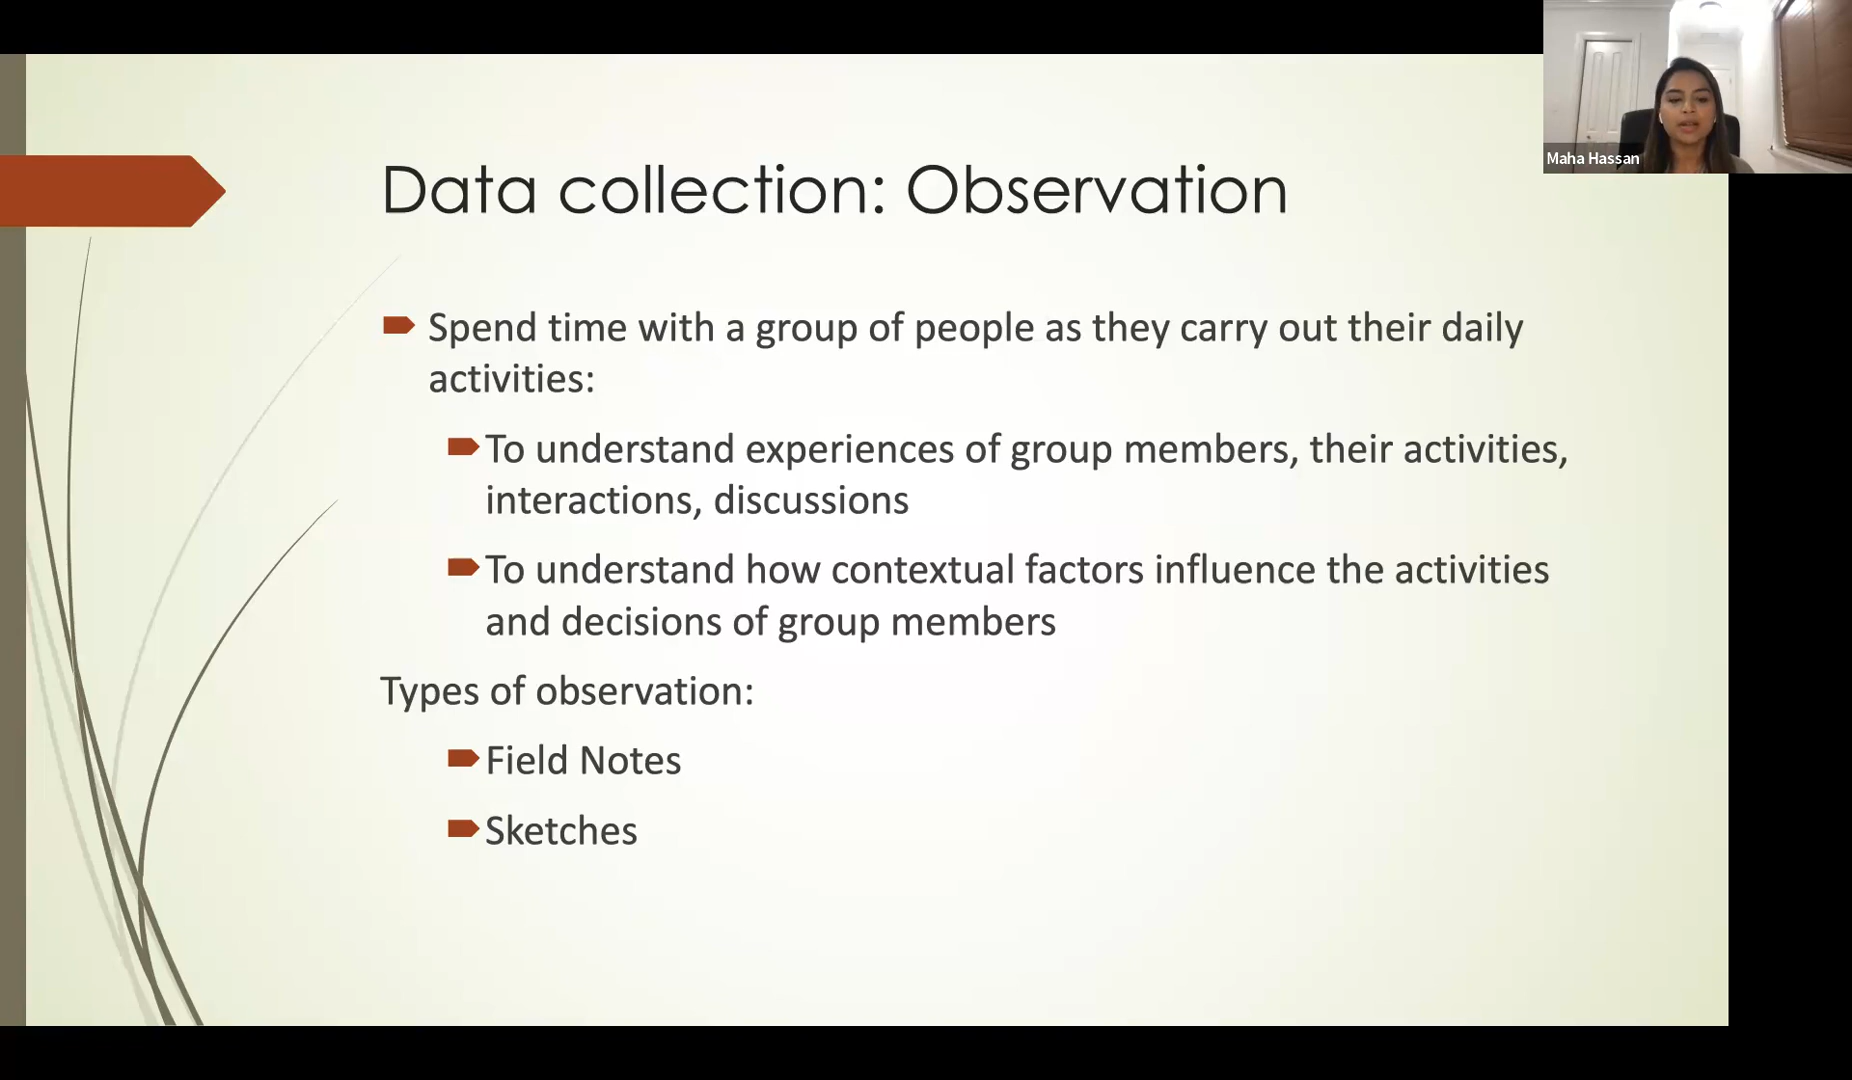 Maha Hassan
Data collection: Observation
Spend time with a group of people as they carry out their daily
activities:
To understand experiences of group members, their activities,
interactions, discussions
To understand how contextual factors influence the activities
and decisions of group members
Types of observation:
Field Notes
Sketches